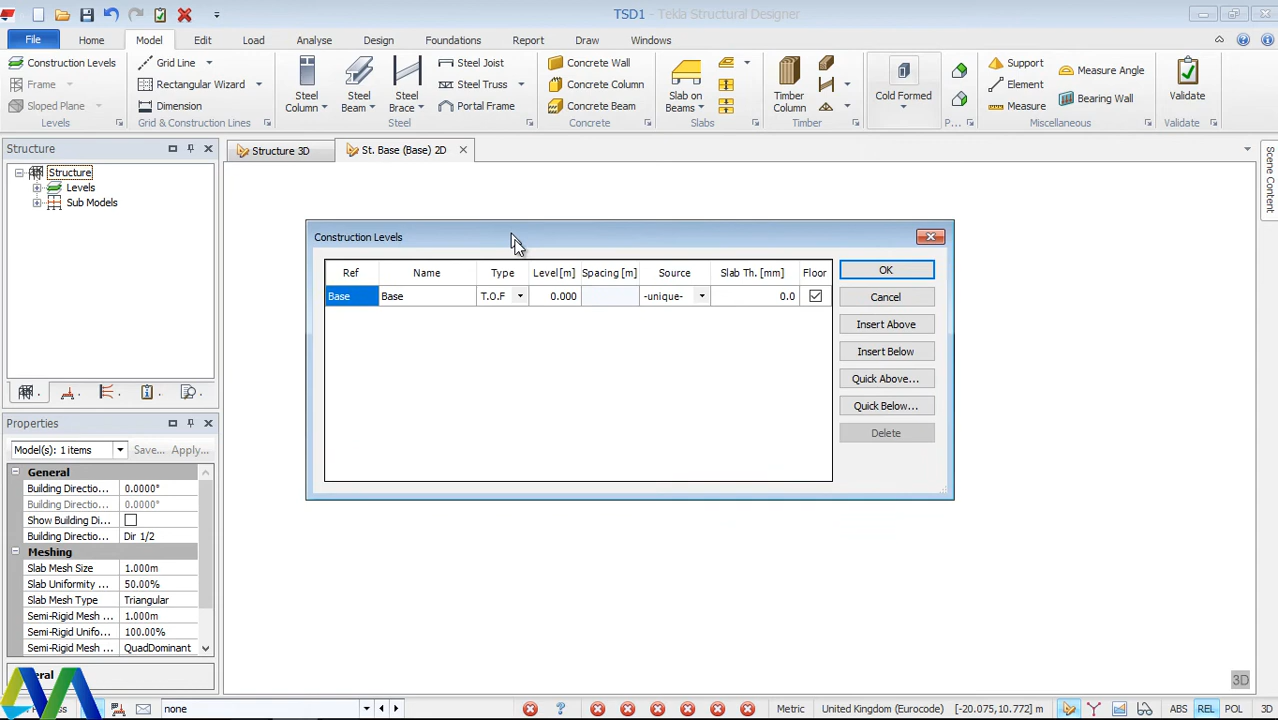 TSD1 - Tekla Structural Designer
File Home Model Edit Load Analyse Design Foundations Report Draw Windows
Construction Levels Grid Line Steel Joist Concrete Wall Support Measure Angle
Frame Rectangular Wizard Steel Column Steel Beam Steel Brace Steel Truss Concrete Column Slab on Beams Timber Column Cold Formed Element Bearing Wall Validate
Sloped Plane Dimension Portal Frame Concrete Beam Measure
Levels Grid & Construction Lines Steel Concrete Slabs Timber P... Miscellaneous Validate
Structure
Structure 3D St. Base (Base) 2D
Scene Content
Structure
Levels
Sub Models
Construction Levels
Ref Name Type Level[m] Spacing [m] Source Slab Th. [mm] Floor
Base Base T.O.F 0.000 -unique- 0.0
OK
Cancel
Insert Above
Insert Below
Quick Above...
Quick Below...
Delete
Properties
Model(s): 1 items Save... Apply...
General
Building Directio... 0.0000°
Building Directio... 0.0000°
Show Building Di...
Building Directio... Dir 1/2
Meshing
Slab Mesh Size 1.000m
Slab Uniformity ... 50.00%
Slab Mesh Type Triangular
Semi-Rigid Mesh ... 1.000m
Semi-Rigid Unifo... 100.00%
Semi-Rigid Mesh ... QuadDominant
3D
none Metric United Kingdom (Eurocode) [-20.075,10.772] m ABS REL POL 3D